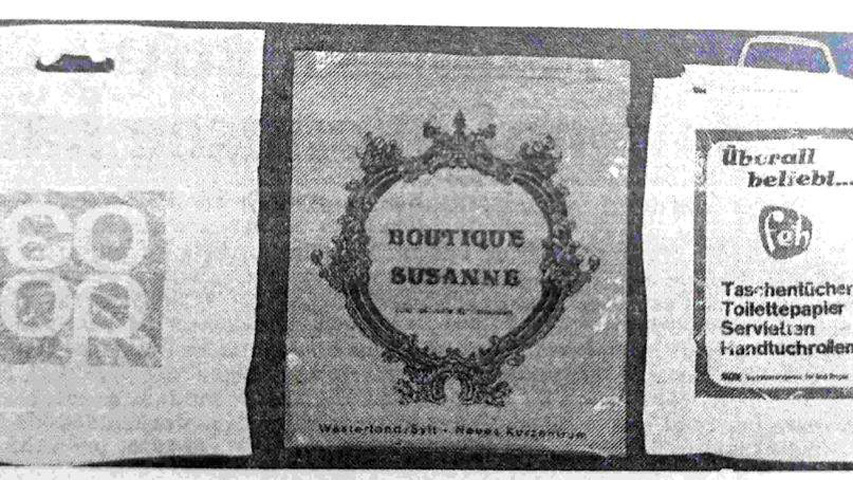 CO
OP
BOUTIQUE
SUSANNE
Westerland/Sylt - Neues Kurzentrum
Überall
beliebt...
feh
Taschentücher
Toilettepapier
Servietten
Handtuchrollen